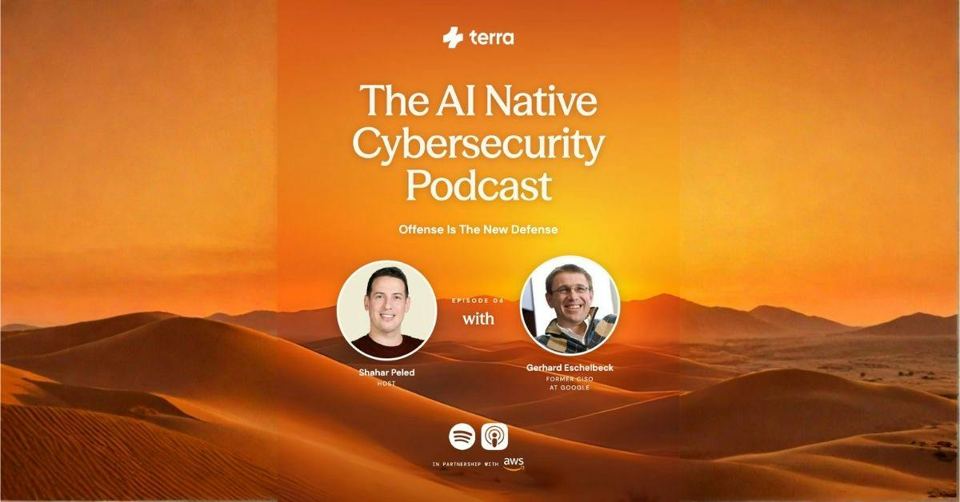 terra
The AI Native
Cybersecurity
Podcast
Offense Is The New Defense
EPISODE 04
with
Shahar Peled
HOST
Gerhard Eschelbeck
FORMER CISO
AT GOOGLE
IN PARTNERSHIP WITH aws